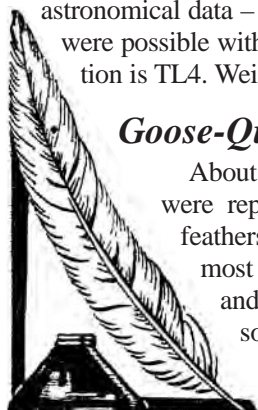 astronomical data –
were possible with
tion is TL4. Wei
Goose-Qu
About
were rep
feathers
most
and
so